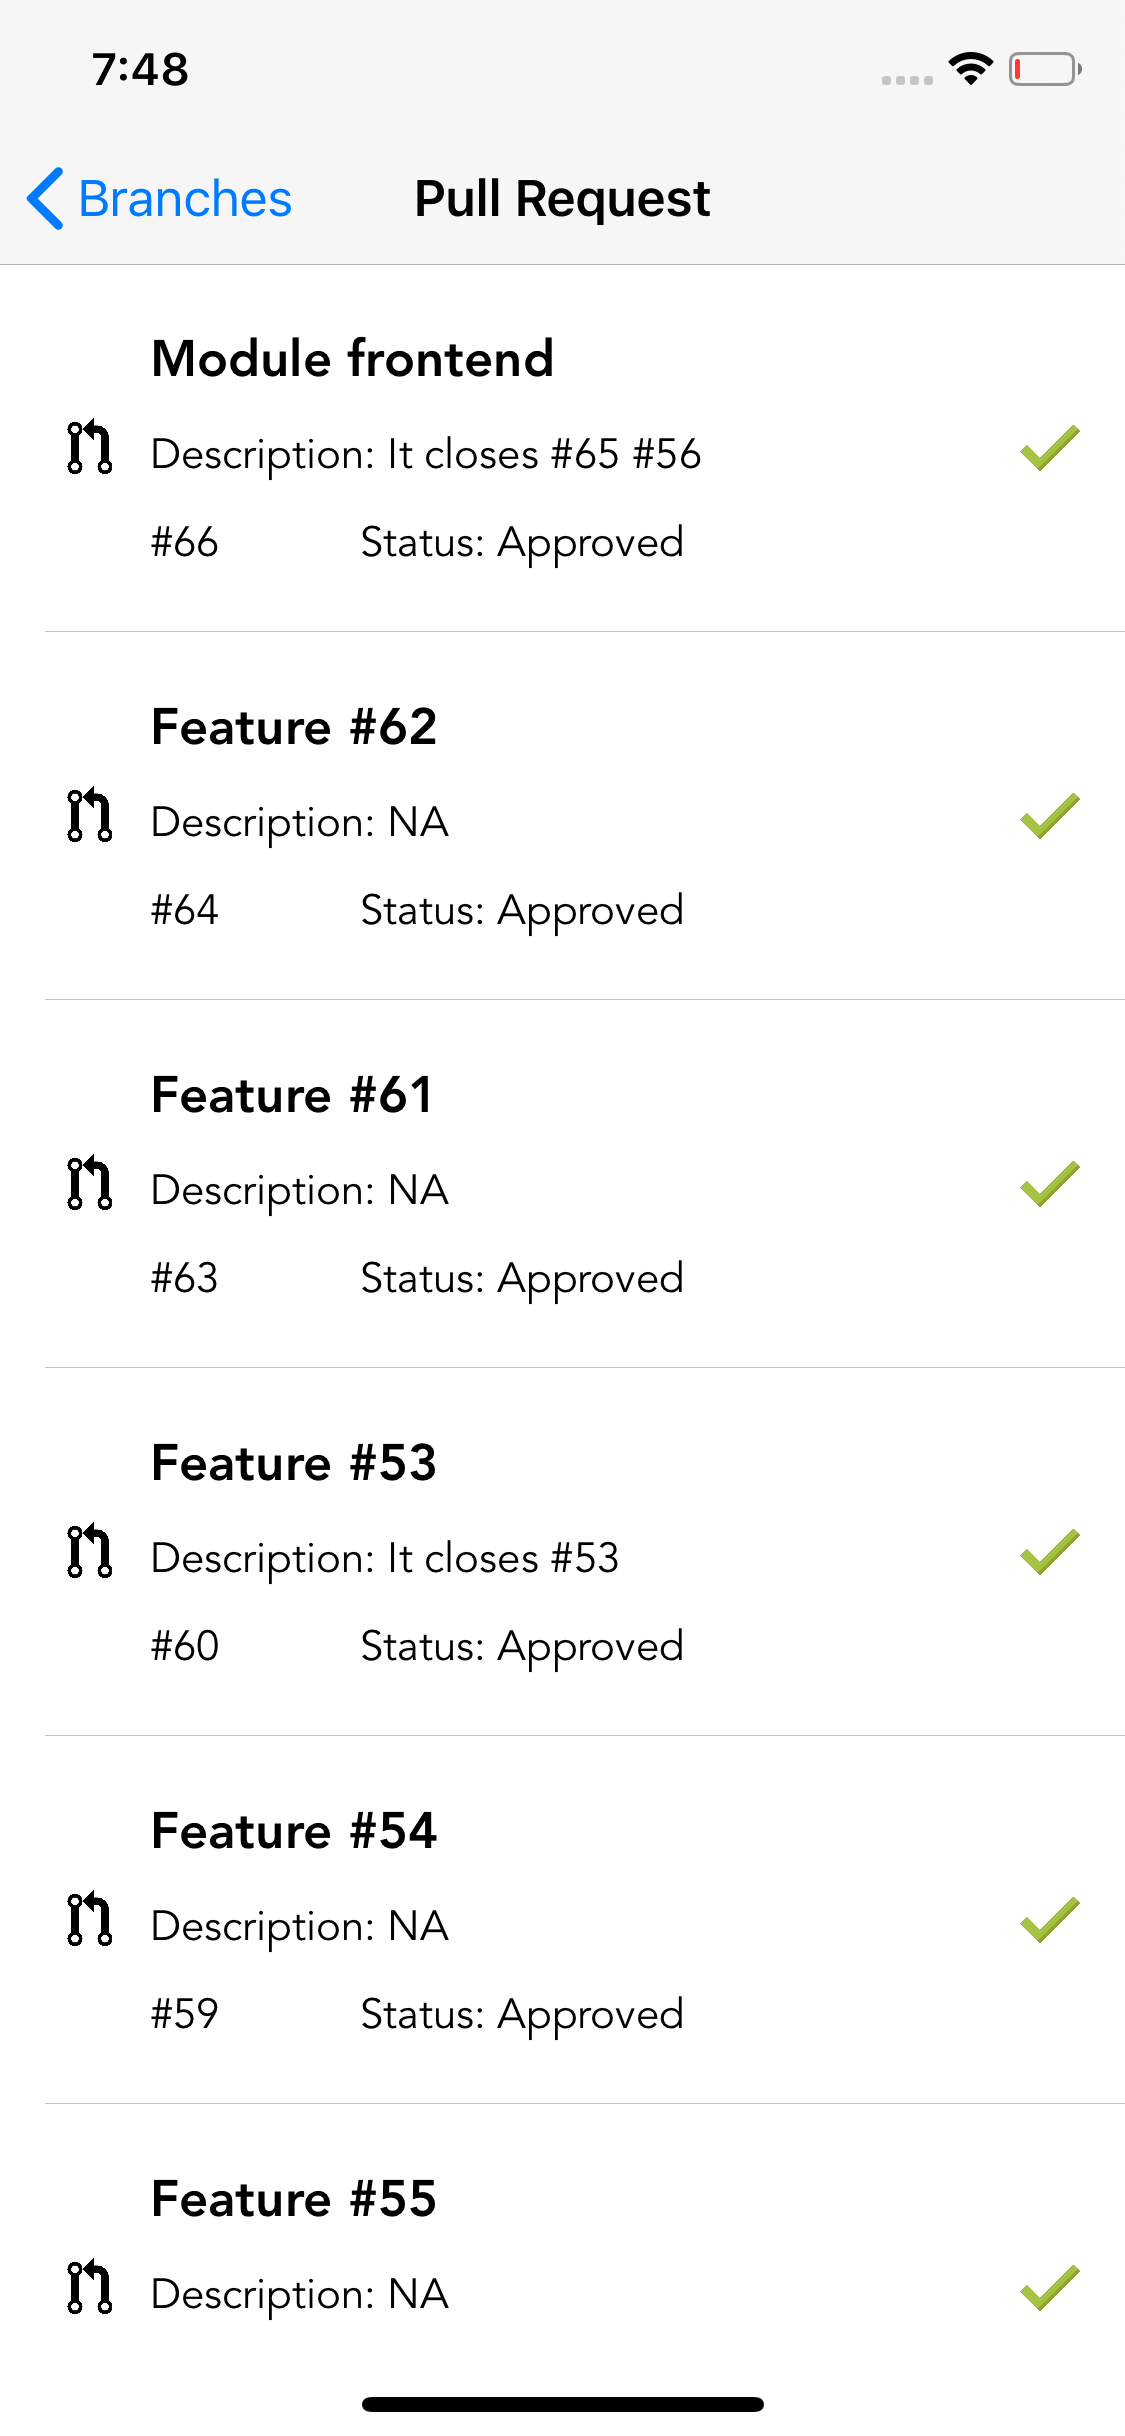 7:48
Branches
Pull Request
Module frontend
Description: It closes #65 #56
#66 Status: Approved
Feature #62
Description: NA
#64 Status: Approved
Feature #61
Description: NA
#63 Status: Approved
Feature #53
Description: It closes #53
#60 Status: Approved
Feature #54
Description: NA
#59 Status: Approved
Feature #55
Description: NA